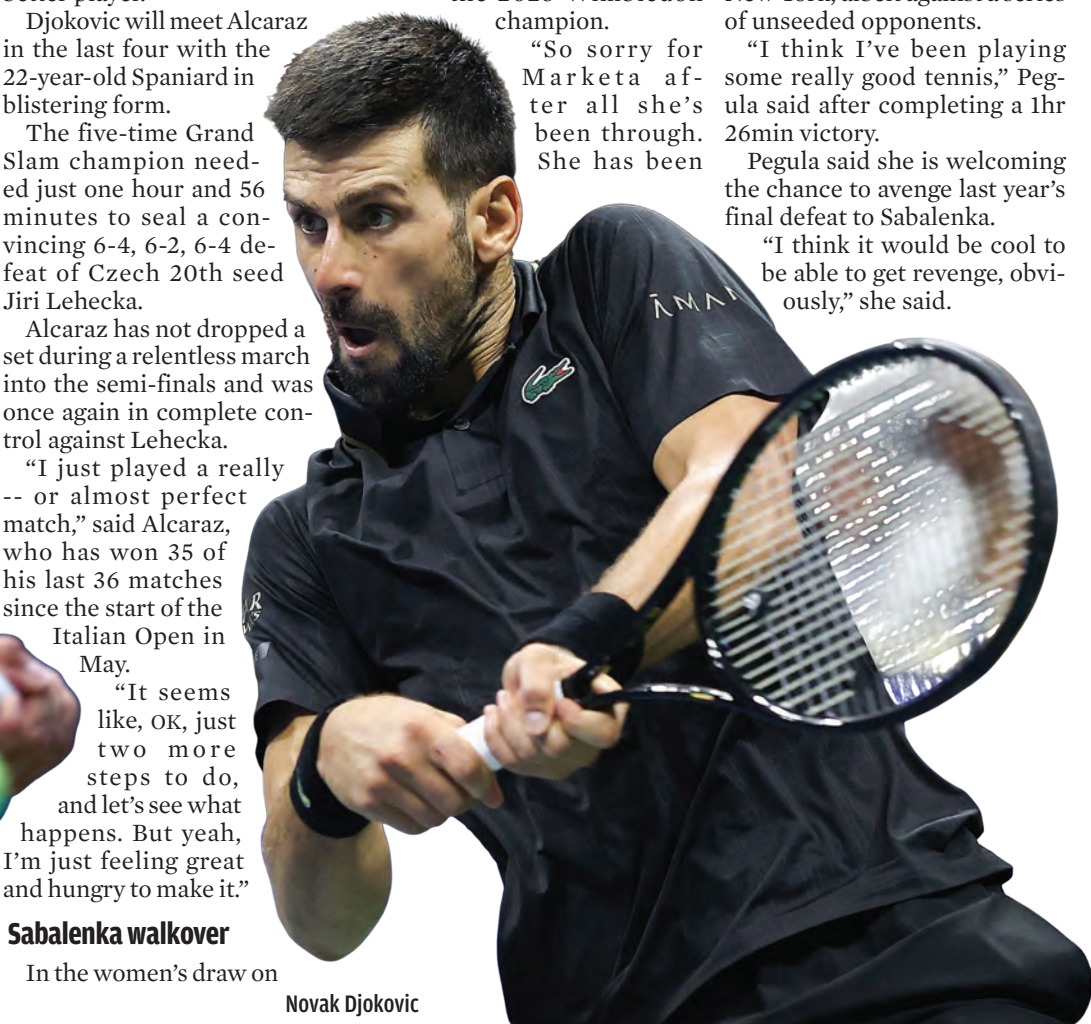 better player.”
Djokovic will meet Alcaraz
in the last four with the
22-year-old Spaniard in
blistering form.
The five-time Grand
Slam champion need-
ed just one hour and 56
minutes to seal a con-
vincing 6-4, 6-2, 6-4 de-
feat of Czech 20th seed
Jiri Lehecka.
Alcaraz has not dropped a
set during a relentless march
into the semi-finals and was
once again in complete con-
trol against Lehecka.
“I just played a really
-- or almost perfect
match,” said Alcaraz,
who has won 35 of
his last 36 matches
since the start of the
Italian Open in
May.
“It seems
like, OK, just
two more
steps to do,
and let’s see what
happens. But yeah,
I’m just feeling great
and hungry to make it.”
Sabalenka walkover
In the women’s draw on
Wimbledon
champion.
“So sorry for
Marketa af-
ter all she’s
been through.
She has been
of unseeded opponents.
“I think I’ve been playing
some really good tennis,” Peg-
ula said after completing a 1hr
26min victory.
Pegula said she is welcoming
the chance to avenge last year’s
final defeat to Sabalenka.
“I think it would be cool to
be able to get revenge, obvi-
ously,” she said.
ĀMAN
Novak Djokovic